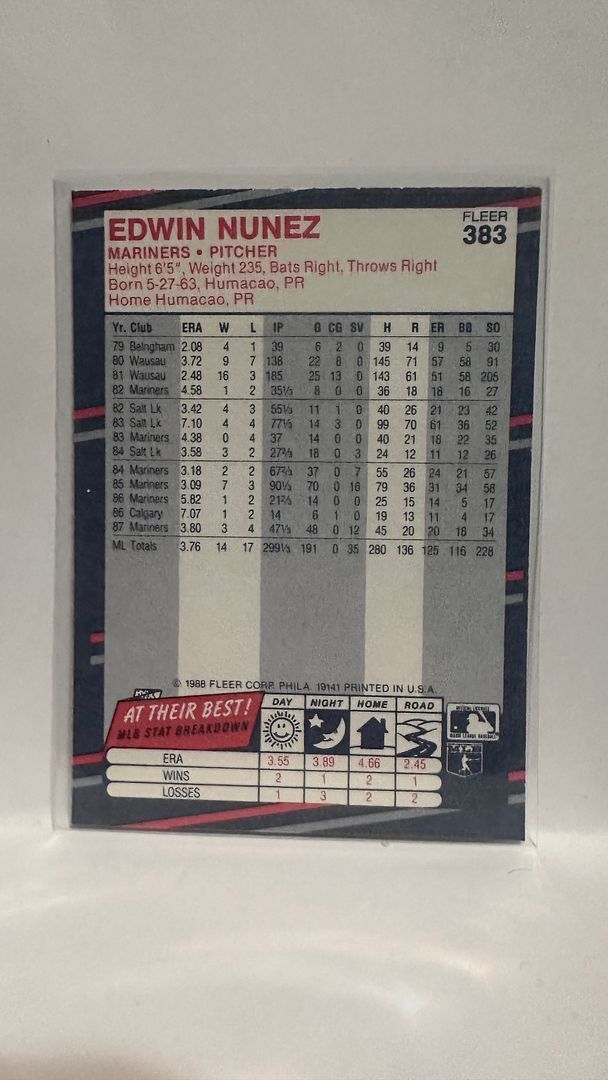 FLEER
383
EDWIN NUNEZ
MARINERS • PITCHER
Height 6'5", Weight 235, Bats Right, Throws Right
Born 5-27-63, Humacao, PR
Home Humacao, PR
Yr. Club ERA W L IP G CG SV H R ER BB SO
79 Belngham 2.08 4 1 39 6 2 0 39 14 9 5 30
80 Wausau 3.72 9 7 138 22 8 0 145 71 57 58 91
81 Wausau 2.48 16 3 185 25 13 0 143 61 51 58 205
82 Mariners 4.58 1 2 35⅓ 8 0 0 36 18 18 16 27
82 Salt Lk 3.42 4 3 55⅓ 11 1 0 40 26 21 23 42
83 Salt Lk 7.10 4 4 77⅓ 14 3 0 99 70 61 36 52
83 Mariners 4.38 0 4 37 14 0 0 40 21 18 22 35
84 Salt Lk 3.58 3 2 27⅔ 18 0 3 24 12 11 12 26
84 Mariners 3.18 2 2 67⅔ 37 0 7 55 26 24 21 57
85 Mariners 3.09 7 3 90⅓ 70 0 16 79 36 31 34 58
86 Mariners 5.82 1 2 21⅔ 14 0 0 25 15 14 5 17
86 Calgary 7.07 1 2 14 6 1 0 19 13 11 4 17
87 Mariners 3.80 3 4 47⅓ 48 0 12 45 20 20 18 34
ML Totals 3.76 14 17 299⅓ 191 0 35 280 136 125 116 228
© 1988 FLEER CORP. PHILA. 19141 PRINTED IN U.S.A.
AT THEIR BEST!
MLB STAT BREAKDOWN
DAY NIGHT HOME ROAD
ERA 3.55 3.89 4.66 2.45
WINS 2 1 2 1
LOSSES 1 3 2 2
OFFICIAL LICENSEE
MAJOR LEAGUE BASEBALL